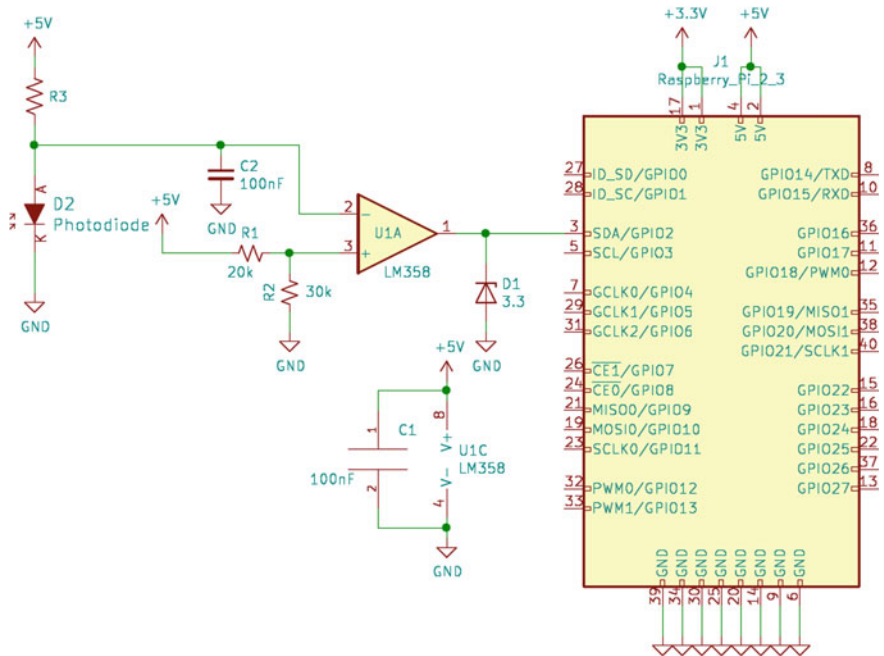 +5V
R3
A
D2
Photodiode
K
GND
C2
100nF
GND
+5V
R1
20k
R2
30k
GND
2
−
3
+
1
U1A
LM358
D1
3.3
GND
+5V
C1
1
2
100nF
8
V+
U1C
LM358
V-
4
GND
+3.3V
+5V
J1
Raspberry_Pi_2_3
17
1
4
2
3V3
3V3
5V
5V
27
ID_SD/GPIO0
28
ID_SC/GPIO1
3
SDA/GPIO2
5
SCL/GPIO3
7
GCLK0/GPIO4
29
GCLK1/GPIO5
31
GCLK2/GPIO6
26
CE1/GPIO7
24
CE0/GPIO8
21
MISO0/GPIO9
19
MOSI0/GPIO10
23
SCLK0/GPIO11
32
PWM0/GPIO12
33
PWM1/GPIO13
GPIO14/TXD
8
GPIO15/RXD
10
GPIO16
36
GPIO17
11
GPIO18/PWM0
12
GPIO19/MISO1
35
GPIO20/MOSI1
38
GPIO21/SCLK1
40
GPIO22
15
GPIO23
16
GPIO24
18
GPIO25
22
GPIO26
37
GPIO27
13
GND
GND
GND
GND
GND
GND
GND
GND
39
34
30
25
20
14
9
6